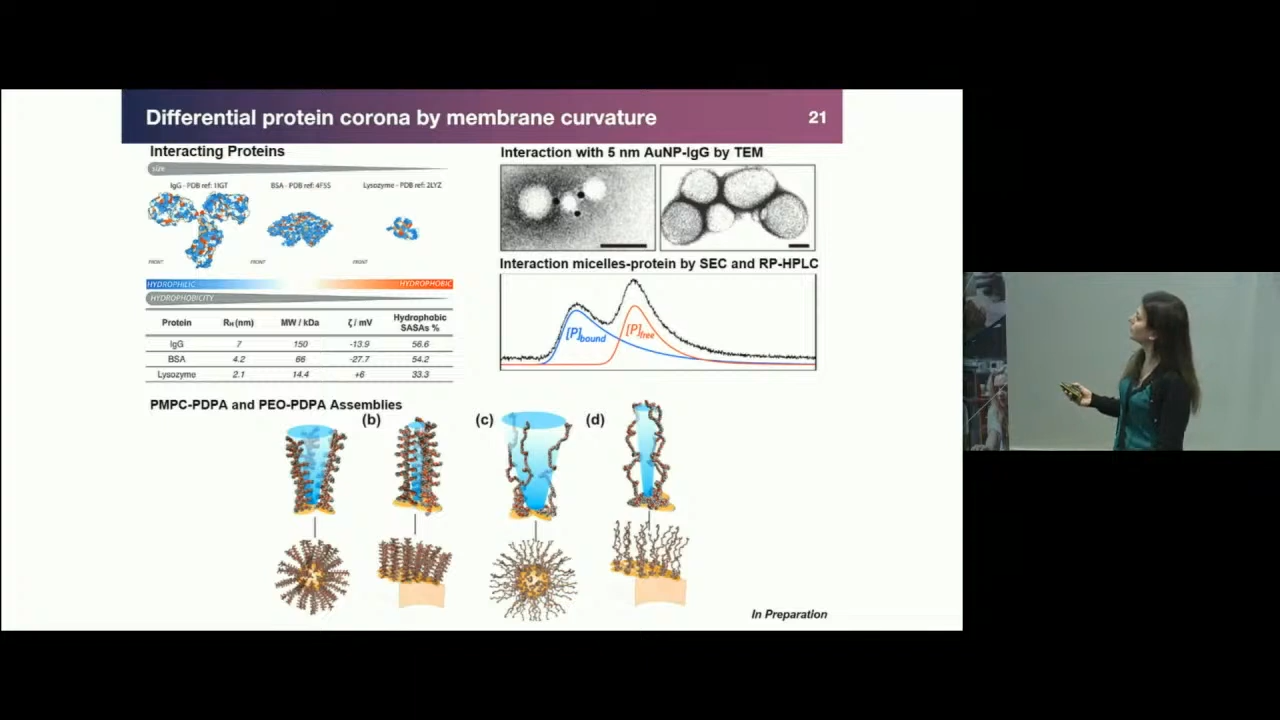 Differential protein corona by membrane curvature
21
Interacting Proteins
SIZE
IgG - PDB ref: 1IGT
BSA - PDB ref: 4F5S
Lysozyme - PDB ref: 2LYZ
FRONT
FRONT
FRONT
HYDROPHILIC
HYDROPHOBIC
HYDROPHOBICITY
Protein RH (nm) MW / kDa ζ / mV Hydrophobic SASAs %
IgG 7 150 -13.9 56.6
BSA 4.2 66 -27.7 54.2
Lysozyme 2.1 14.4 +6 33.3
Interaction with 5 nm AuNP-IgG by TEM
Interaction micelles-protein by SEC and RP-HPLC
[P]bound
[P]free
PMPC-PDPA and PEO-PDPA Assemblies
(b)
(c)
(d)
In Preparation